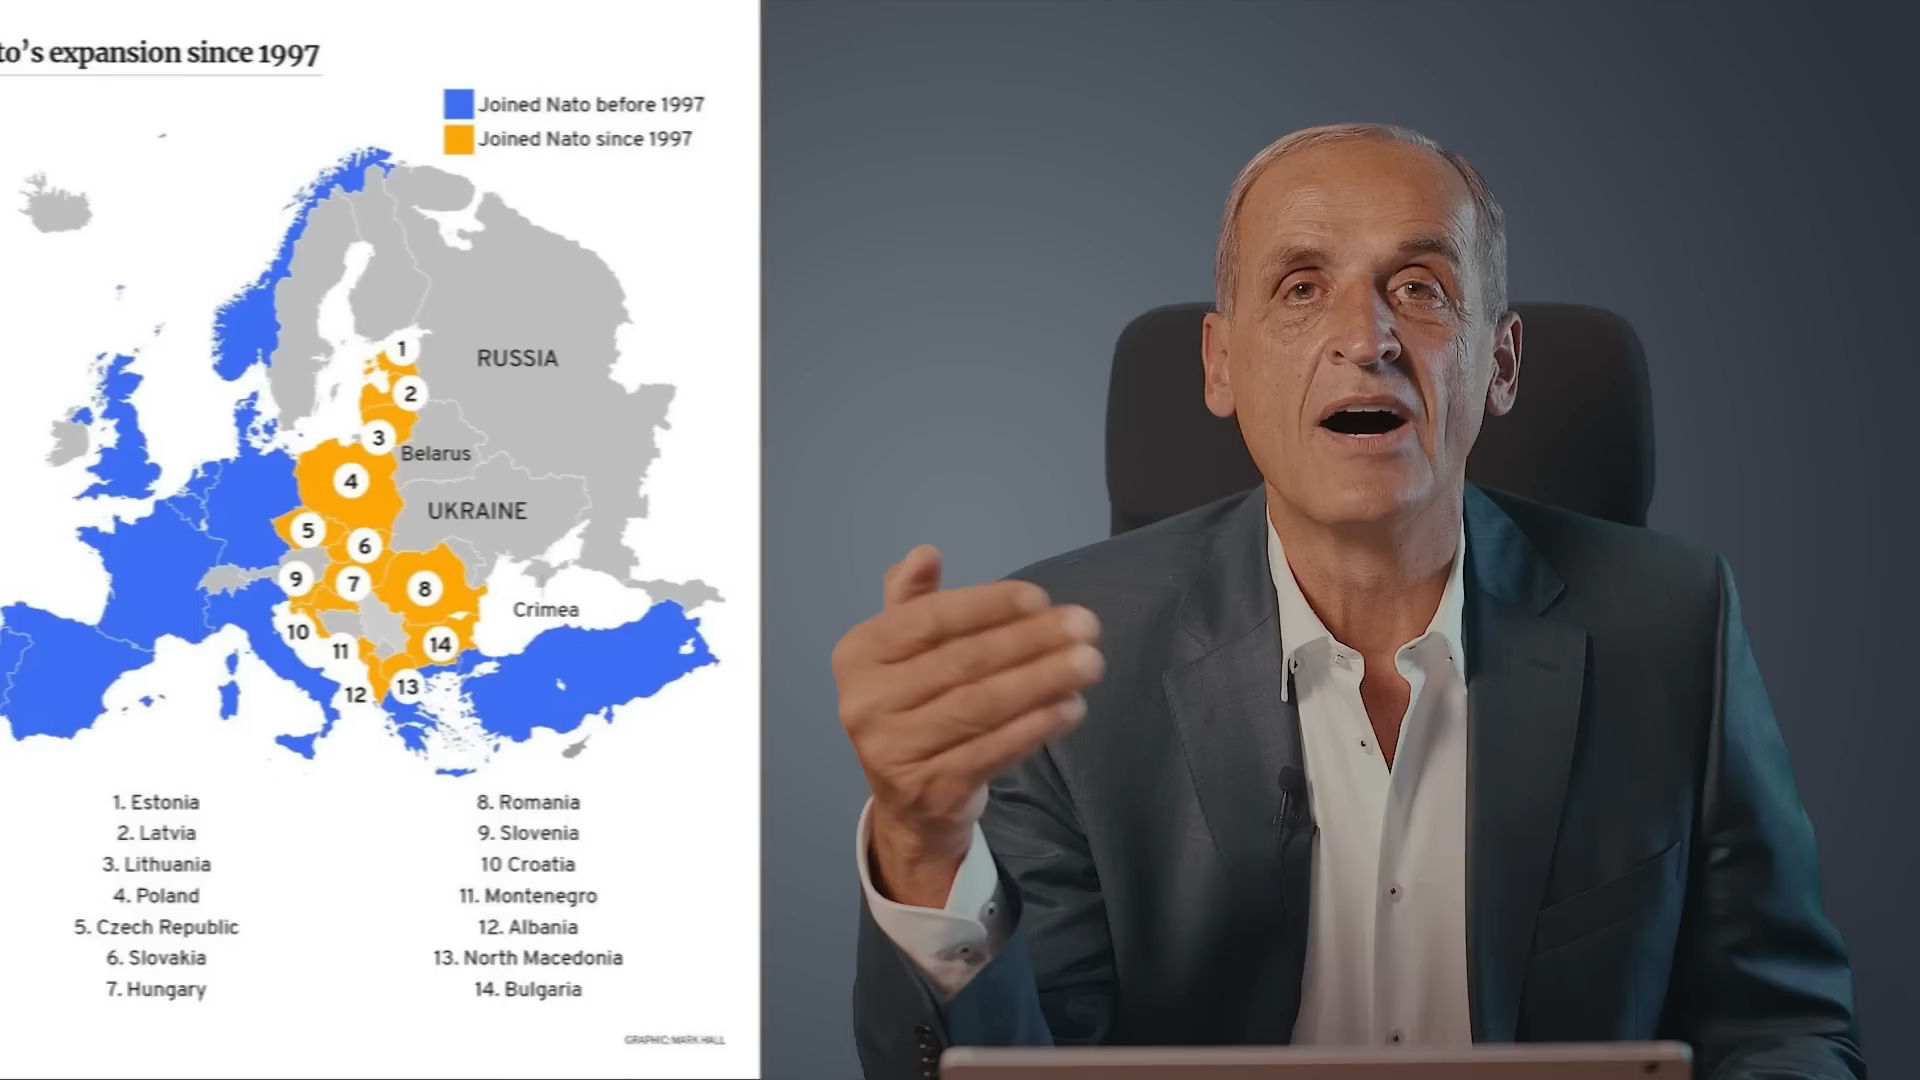 to's expansion since 1997
Joined Nato before 1997
Joined Nato since 1997
RUSSIA
Belarus
UKRAINE
Crimea
1
2
3
4
5
6
7
8
9
10
11
12
13
14
1. Estonia
2. Latvia
3. Lithuania
4. Poland
5. Czech Republic
6. Slovakia
7. Hungary
8. Romania
9. Slovenia
10 Croatia
11. Montenegro
12. Albania
13. North Macedonia
14. Bulgaria
GRAPHIC: MARK HALL